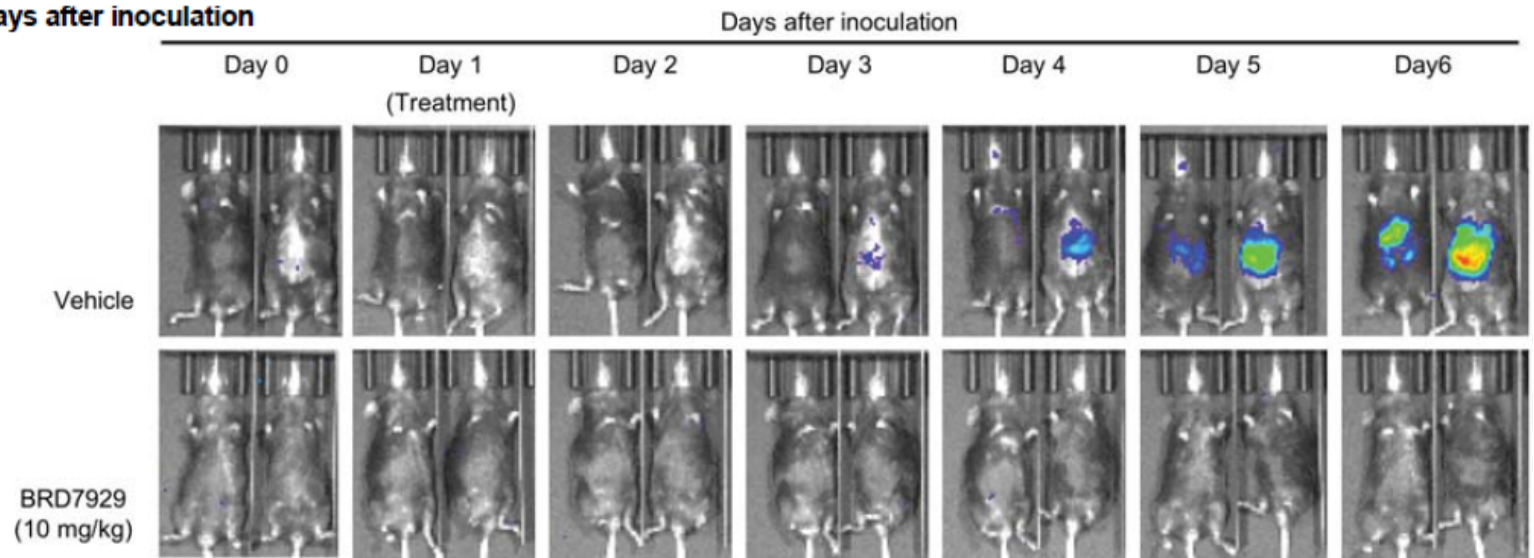 ays after inoculation
Days after inoculation
Day 0
Day 1
Day 2
Day 3
Day 4
Day 5
Day6
(Treatment)
Vehicle
BRD7929
(10 mg/kg)